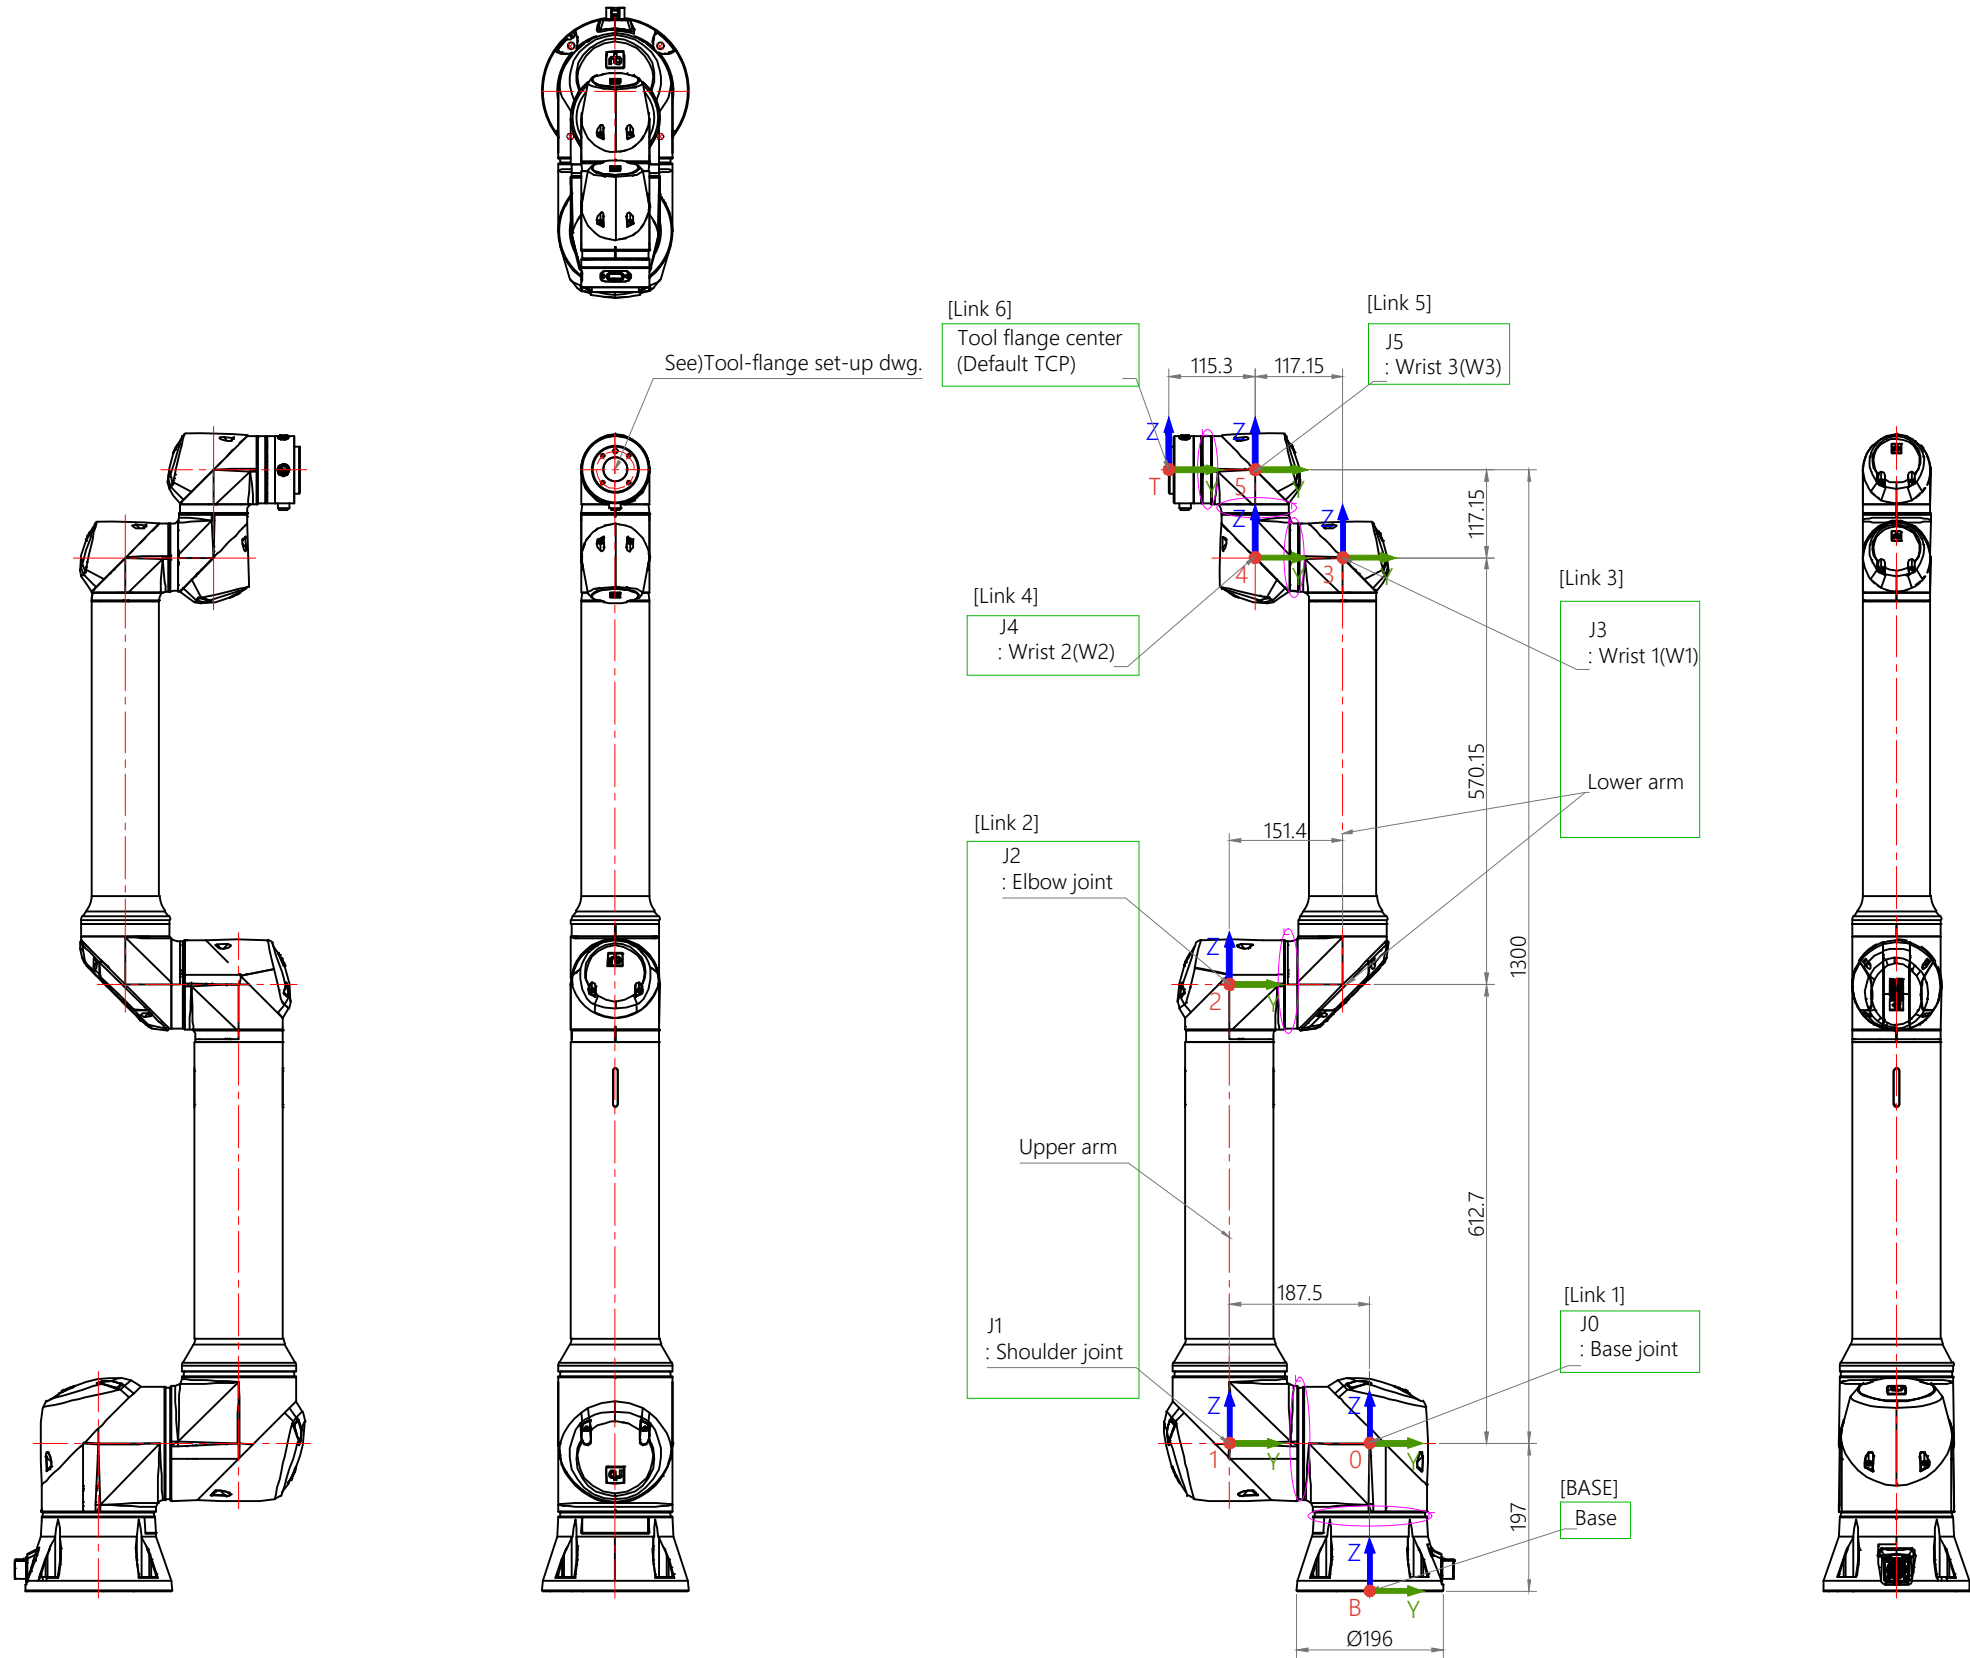 [Link 6]
Tool flange center
(Default TCP)
[Link 5]
J5
: Wrist 3(W3)
See)Tool-flange set-up dwg.
115.3
117.15
Z
Z
T
Y
5
Y
117.15
Z
Z
4
Y
3
Y
[Link 4]
J4
: Wrist 2(W2)
[Link 3]
J3
: Wrist 1(W1)
Lower arm
570.15
151.4
[Link 2]
J2
: Elbow joint
Z
2
Y
1300
Upper arm
612.7
187.5
J1
: Shoulder joint
[Link 1]
J0
: Base joint
Z
Z
1
Y
0
Y
[BASE]
Base
197
Z
B
Y
Ø196